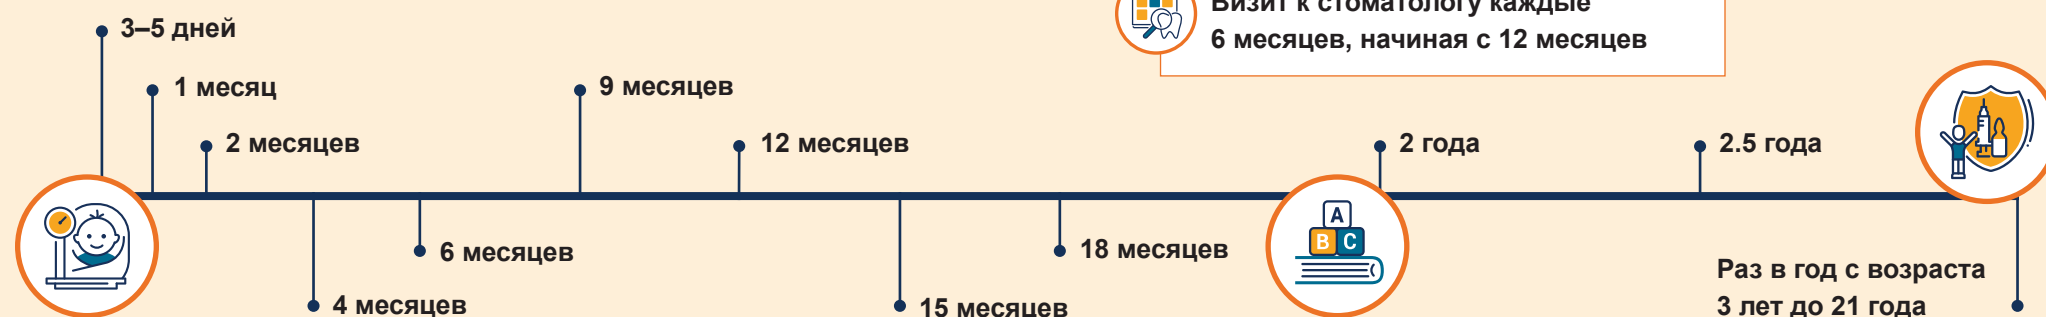 Визит к стоматологу каждые
6 месяцев, начиная с 12 месяцев
3–5 дней
1 месяц
9 месяцев
2 месяцев
12 месяцев
2 года
2.5 года
A
B C
6 месяцев
18 месяцев
4 месяцев
15 месяцев
Раз в год с возраста
3 лет до 21 года